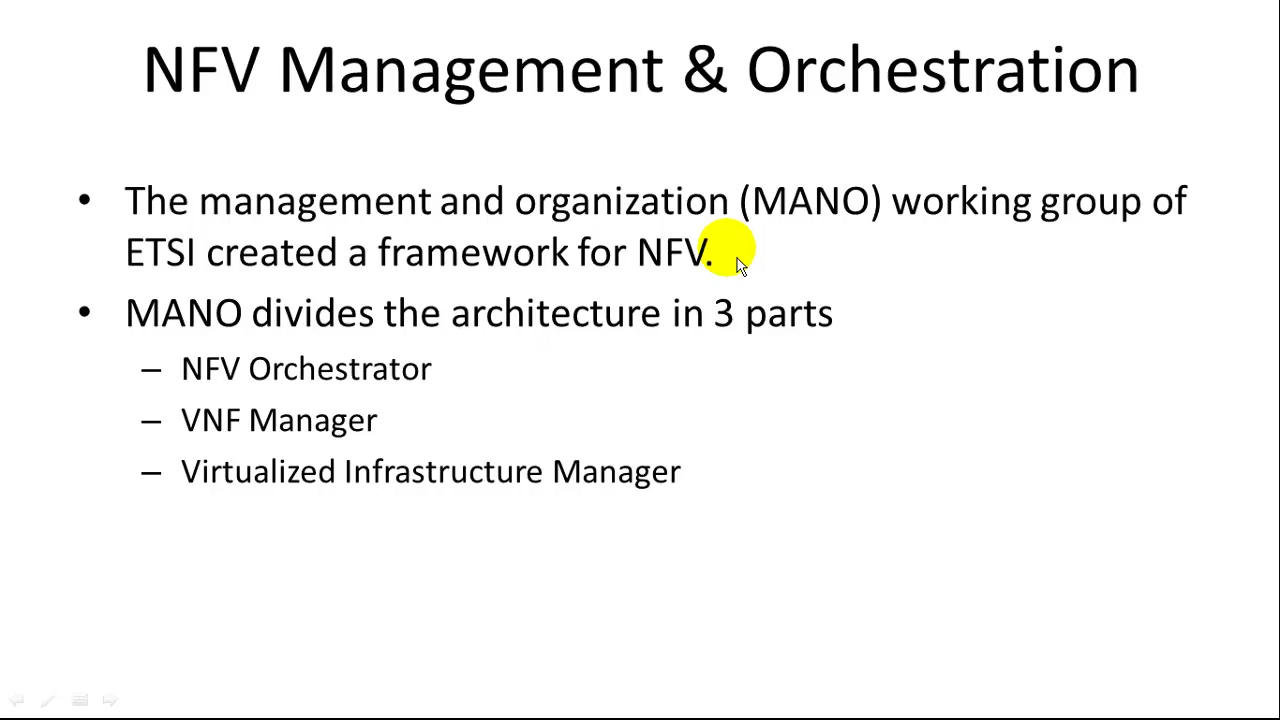 NFV Management & Orchestration
• The management and organization (MANO) working group of
ETSI created a framework for NFV.
• MANO divides the architecture in 3 parts
– NFV Orchestrator
– VNF Manager
– Virtualized Infrastructure Manager